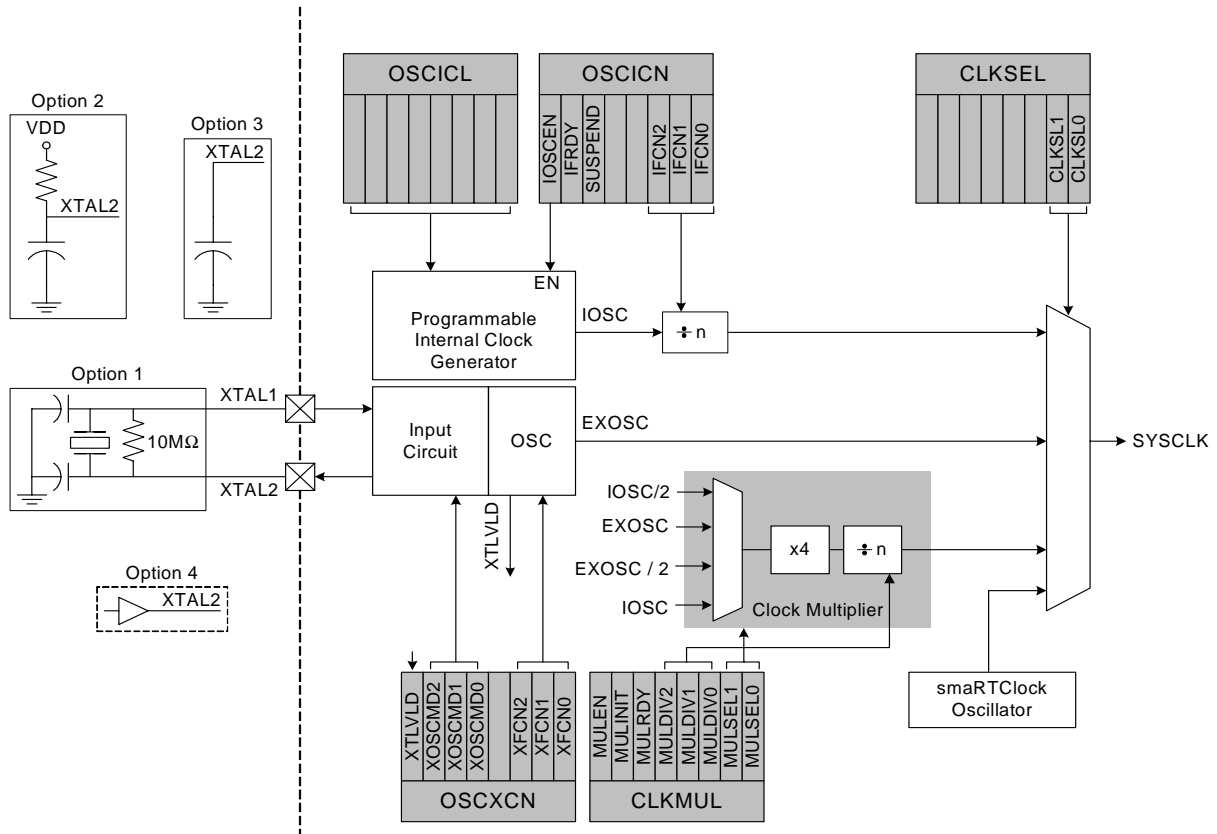 OSCICL
OSCICN
CLKSEL
IOSCEN
IFRDY
SUSPEND
IFCN2
IFCN1
IFCN0
CLKSL1
CLKSL0
Option 2
VDD
XTAL2
Option 3
XTAL2
EN
Programmable
Internal Clock
Generator
IOSC
÷ n
Option 1
XTAL1
10MΩ
XTAL2
Input
Circuit
OSC
EXOSC
SYSCLK
XTLVLD
IOSC/2
EXOSC
EXOSC / 2
IOSC
x4
÷ n
Clock Multiplier
Option 4
XTAL2
smaRTClock
Oscillator
XTLVLD
XOSCMD2
XOSCMD1
XOSCMD0
XFCN2
XFCN1
XFCN0
OSCXCN
MULEN
MULINIT
MULRDY
MULDIV2
MULDIV1
MULDIV0
MULSEL1
MULSEL0
CLKMUL